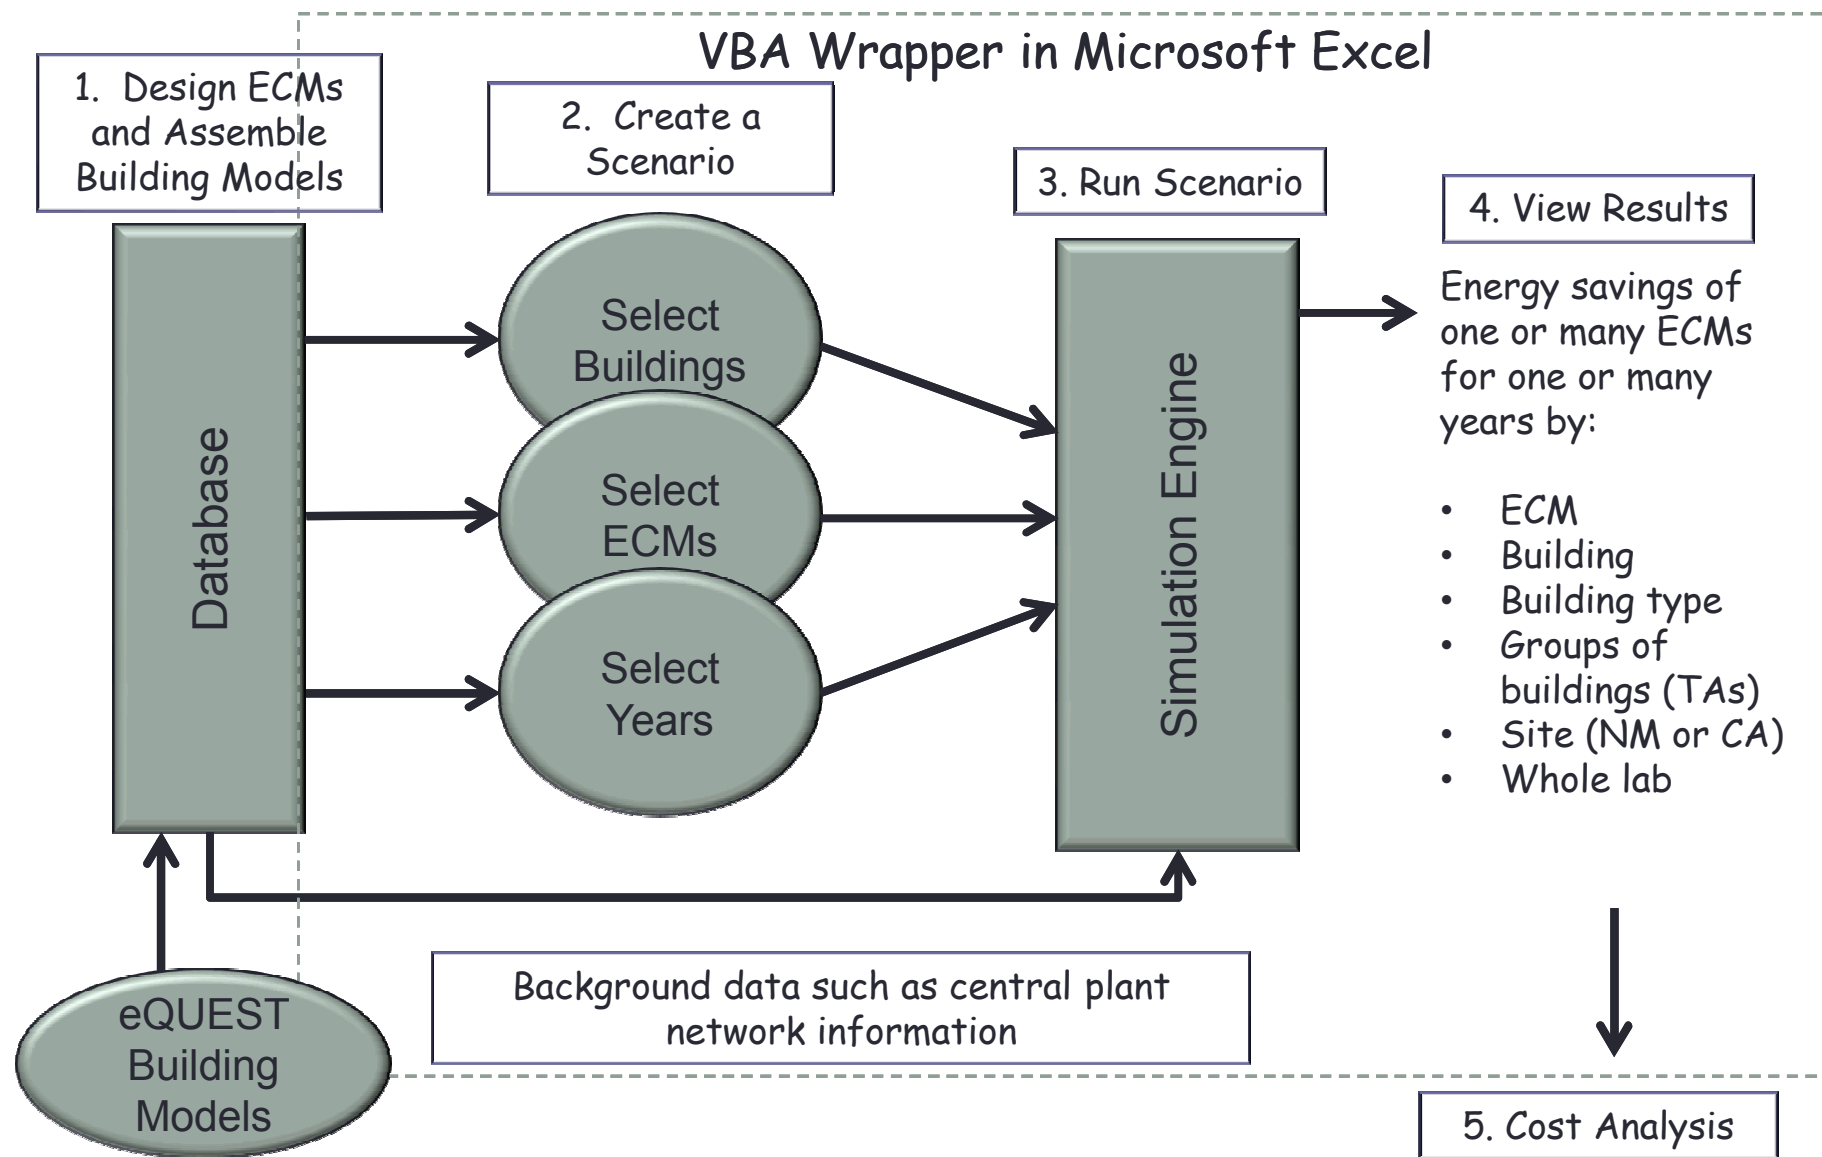 VBA Wrapper in Microsoft Excel
1. Design ECMs
and Assemble
Building Models
2. Create a
Scenario
3. Run Scenario
4. View Results
Database
Select
Buildings
Select
ECMs
Select
Years
Simulation Engine
Energy savings of
one or many ECMs
for one or many
years by:
• ECM
• Building
• Building type
• Groups of
buildings (TAs)
• Site (NM or CA)
• Whole lab
eQUEST
Building
Models
Background data such as central plant
network information
5. Cost Analysis